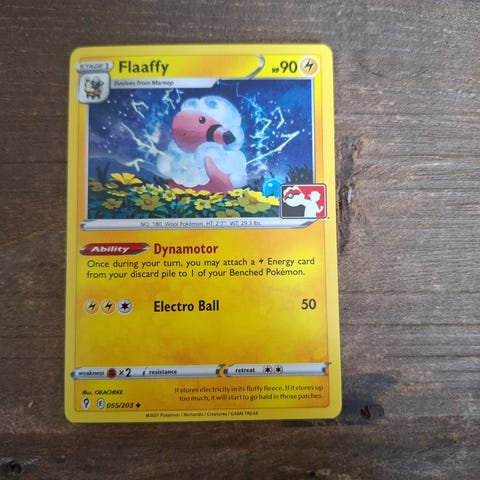 STAGE 1 Flaaffy HP 90
Evolves from Mareep
NO. 180 Wool Pokémon HT: 2'7" WT: 29.3 lbs.
Ability Dynamotor
Once during your turn, you may attach a Energy card
from your discard pile to 1 of your Benched Pokémon.
Electro Ball 50
weakness ×2 resistance retreat
Illus. OKACHEKE
It stores electricity in its fluffy fleece. If it stores up
too much, it will start to go bald in those patches.
E 055/203
©2021 Pokémon / Nintendo / Creatures / GAME FREAK